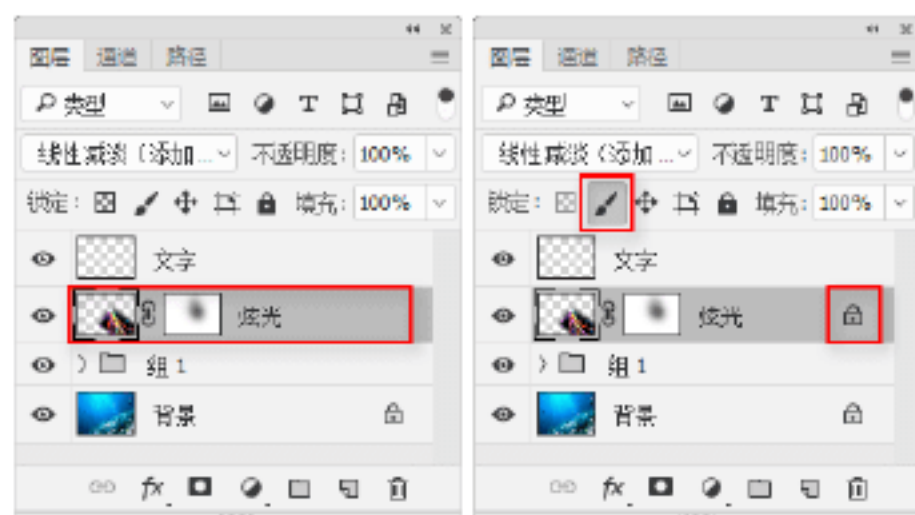 图层 通道 路径
类型
线性减淡（添加... 不透明度: 100%
锁定: 填充: 100%
文字
炫光
组 1
背景
fx
图层 通道 路径
类型
线性减淡（添加... 不透明度: 100%
锁定: 填充: 100%
文字
炫光
组 1
背景
fx